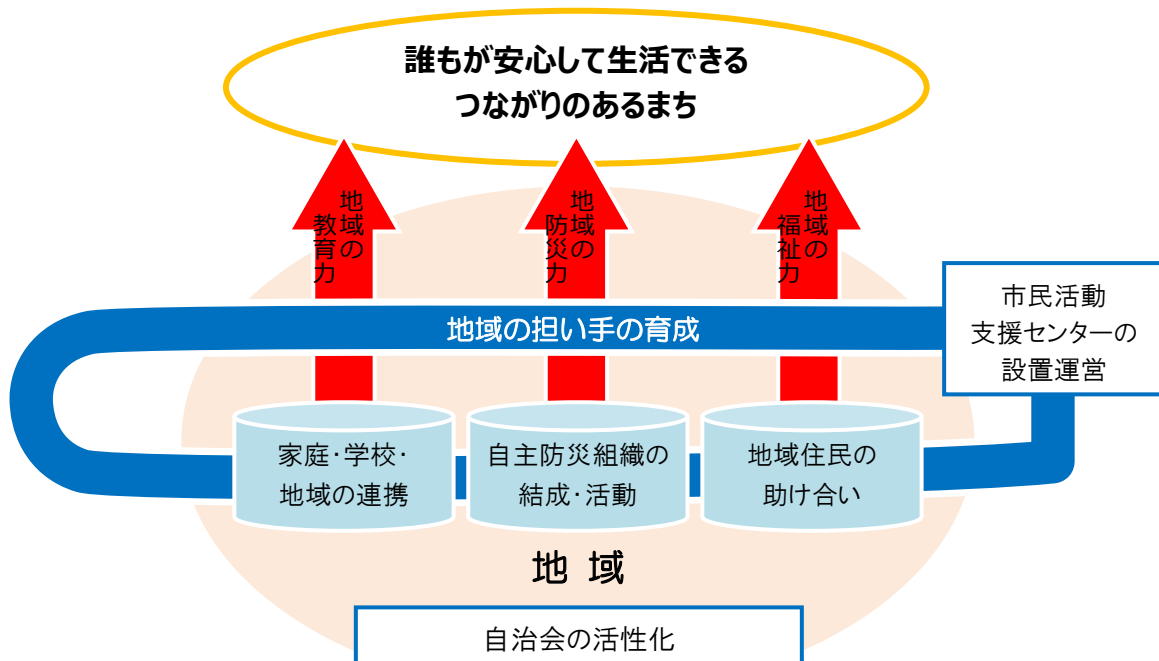 誰もが安心して生活できる
つながりのあるまち
地域の
教育力
地域の
防災力
地域の
福祉力
地域の担い手の育成
市民活動
支援センターの
設置運営
家庭・学校・
地域の連携
自主防災組織の
結成・活動
地域住民の
助け合い
地域
自治会の活性化